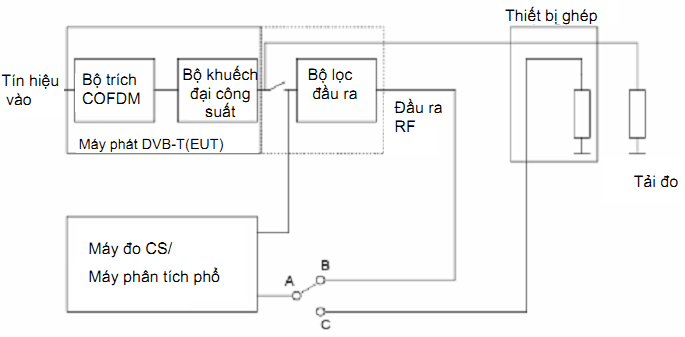 Thiết bị ghép
Tín hiệu
vào
Bộ trích
COFDM
Bộ khuếch
đại công
suất
Bộ lọc
đầu ra
Đầu ra
RF
Máy phát DVB-T(EUT)
Tải đo
Máy đo CS/
Máy phân tích phổ
A
B
C